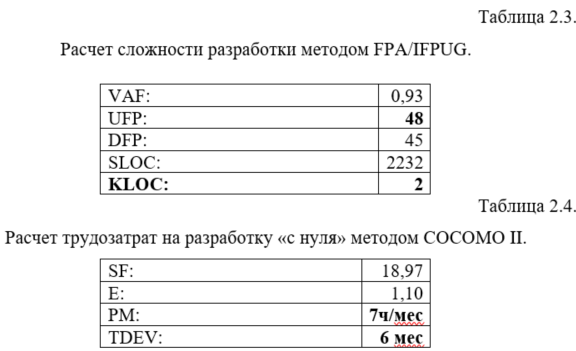 Таблица 2.3.
Расчет сложности разработки методом FPA/IFPUG.
VAF: 0,93
UFP: 48
DFP: 45
SLOC: 2232
KLOC: 2
Таблица 2.4.
Расчет трудозатрат на разработку «с нуля» методом COCOMO II.
SF: 18,97
E: 1,10
PM: 7ч/мес
TDEV: 6 мес